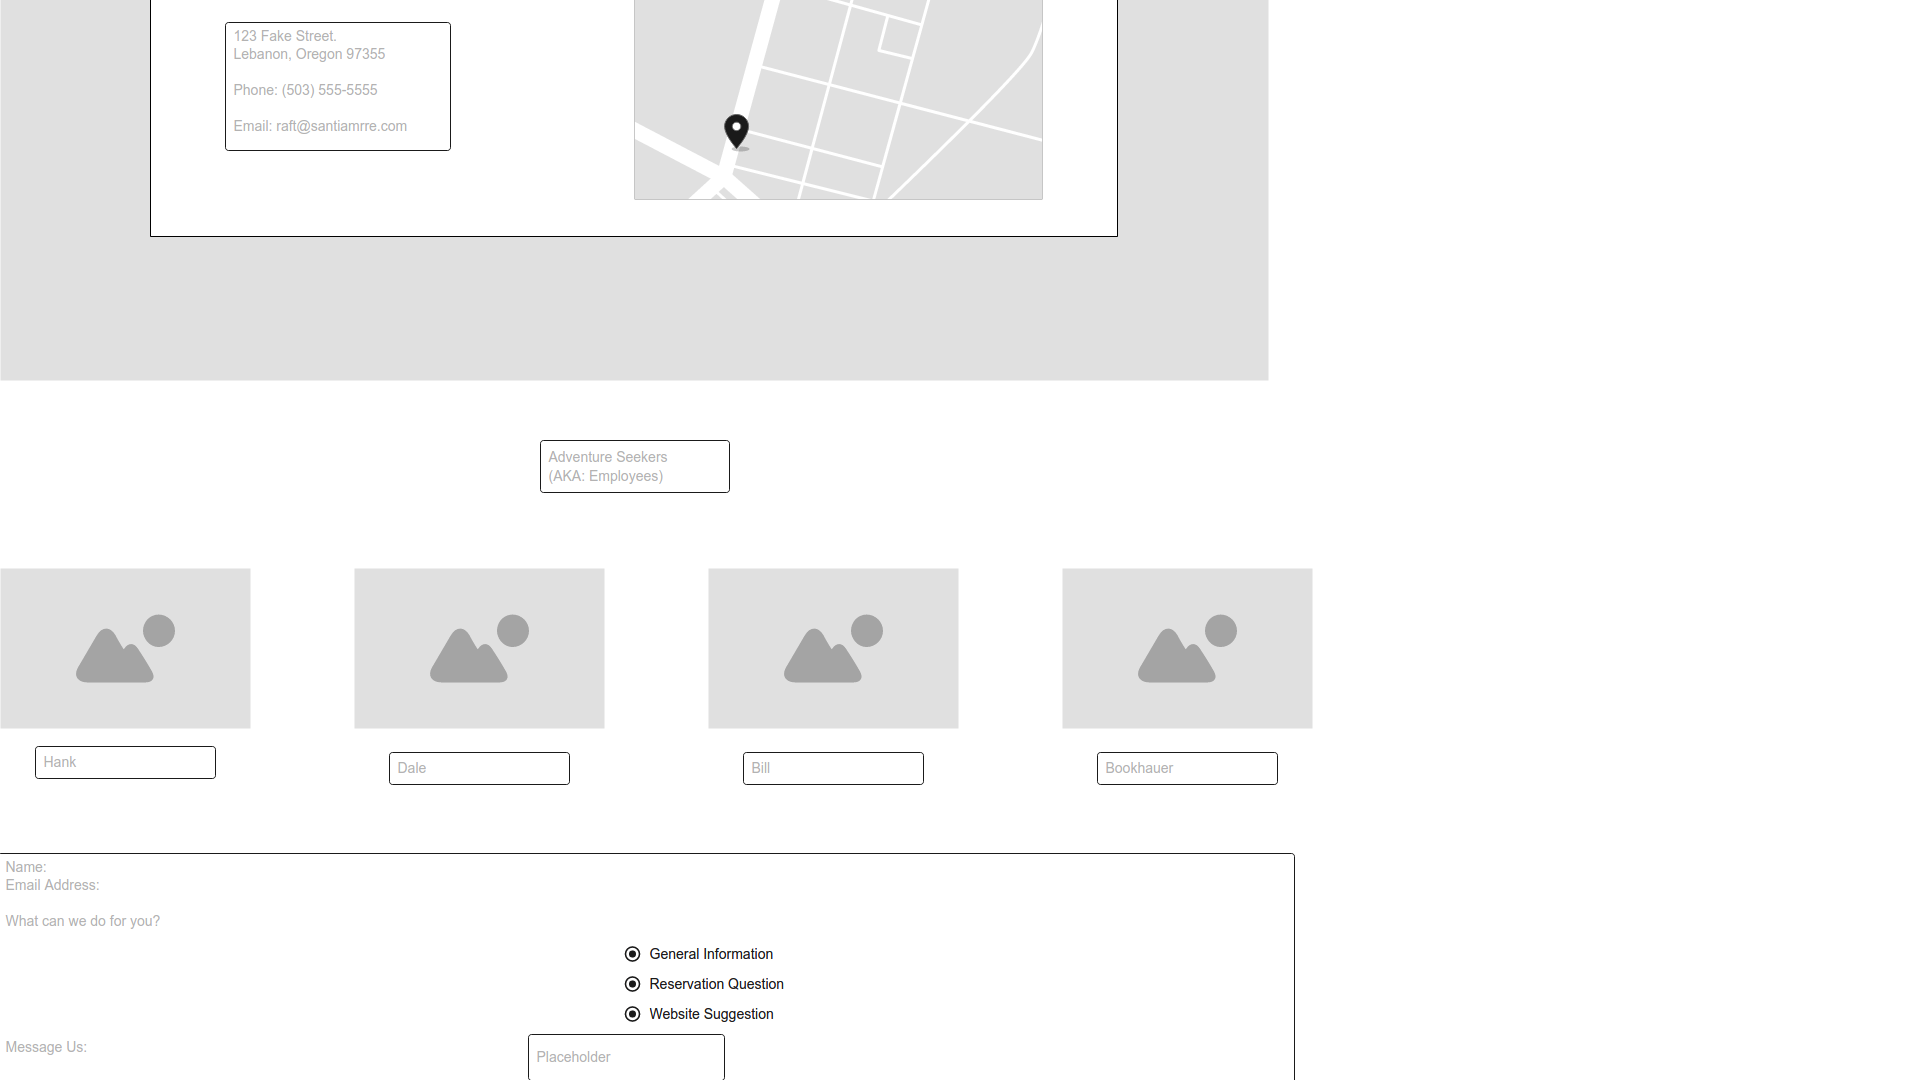 123 Fake Street.
Lebanon, Oregon 97355
Phone: (503) 555-5555
Email: raft@santiamrre.com
Adventure Seekers
(AKA: Employees)
Hank
Dale
Bill
Bookhauer
Name:
Email Address:
What can we do for you?
General Information
Reservation Question
Website Suggestion
Message Us:
Placeholder